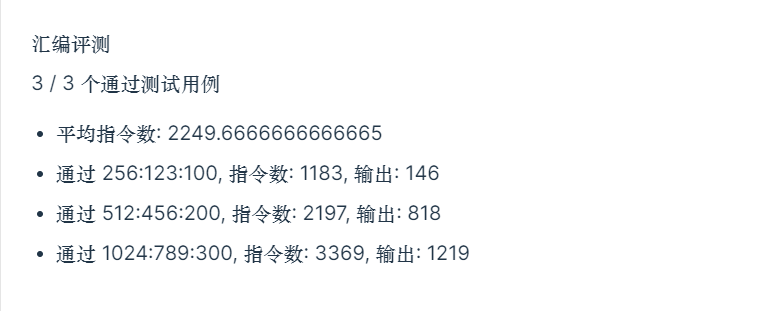 汇编评测
3 / 3 个通过测试用例
• 平均指令数: 2249.6666666666665
• 通过 256:123:100, 指令数: 1183, 输出: 146
• 通过 512:456:200, 指令数: 2197, 输出: 818
• 通过 1024:789:300, 指令数: 3369, 输出: 1219